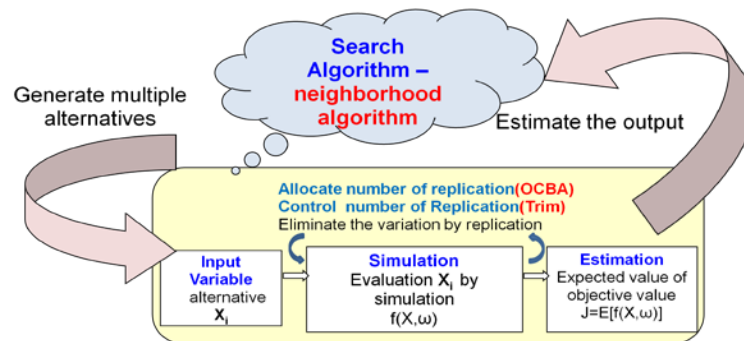 Search
Algorithm –
neighborhood
algorithm
Generate multiple
alternatives
Estimate the output
Allocate number of replication(OCBA)
Control number of Replication(Trim)
Eliminate the variation by replication
Input
Variable
alternative
Xi
Simulation
Evaluation Xi by
simulation
f(X,ω)
Estimation
Expected value of
objective value
J=E[f(X,ω)]